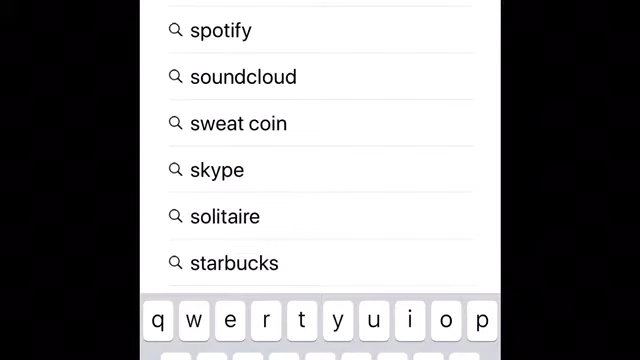 spotify
soundcloud
sweat coin
skype
solitaire
starbucks
q w e r t y u i o p